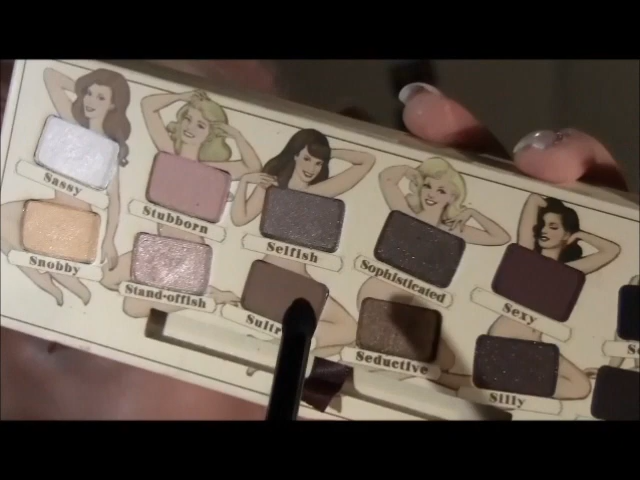 Sassy
Stubborn
Selfish
Sophisticated
Sexy
Snobby
Stand-offish
Seductive
Silly